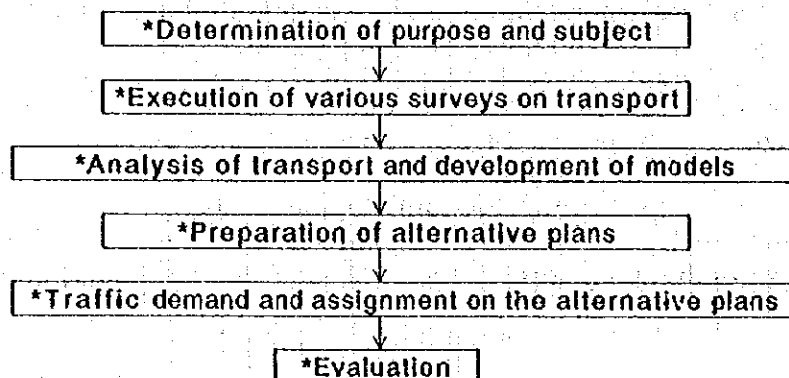 *Determination of purpose and subject
*Execution of various surveys on transport
*Analysis of transport and development of models
*Preparation of alternative plans
*Traffic demand and assignment on the alternative plans
*Evaluation